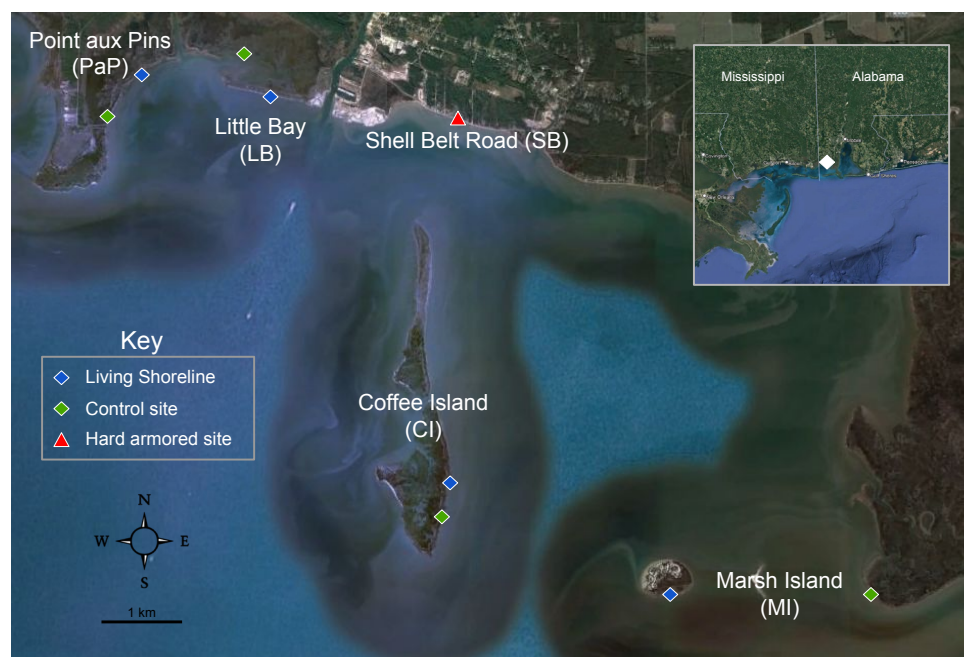 Point aux Pins
(PaP)
Little Bay
(LB)
Shell Belt Road (SB)
Mississippi
Alabama
Key
Living Shoreline
Control site
Hard armored site
Coffee Island
(CI)
N
W
E
S
1 km
Marsh Island
(MI)